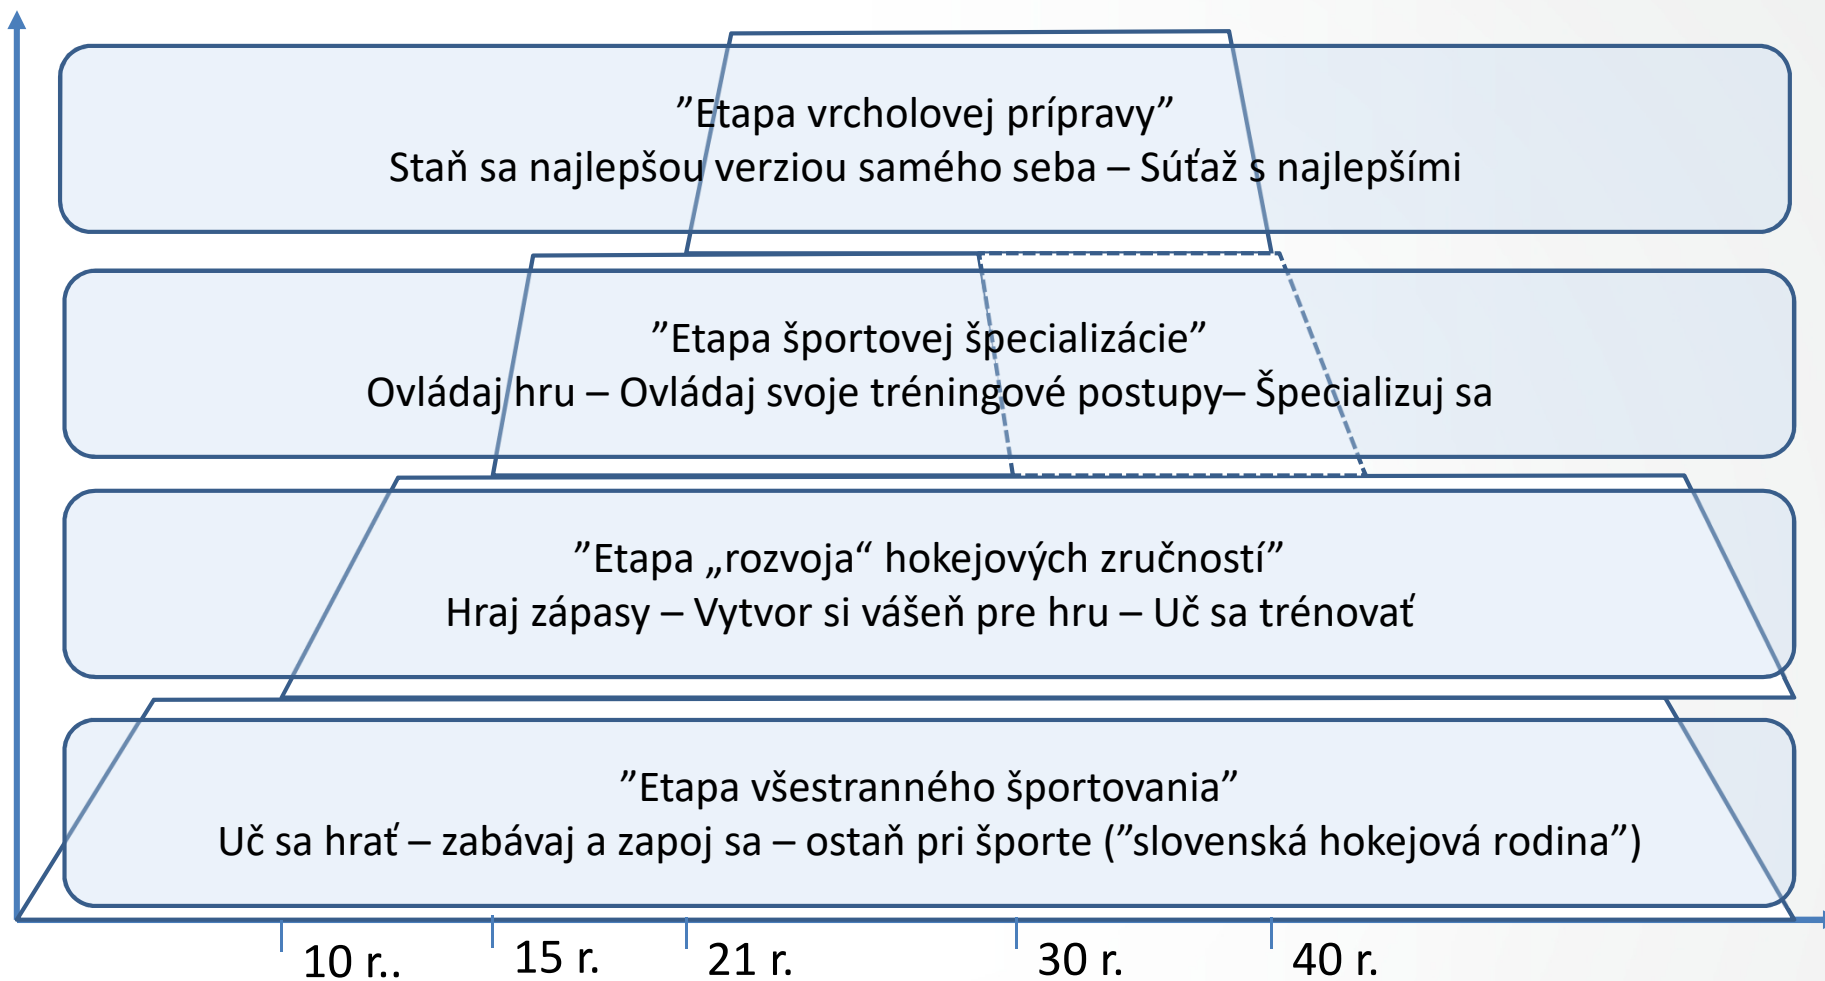 ”Etapa vrcholovej prípravy”
Staň sa najlepšou verziou samého seba – Súťaž s najlepšími
”Etapa športovej špecializácie”
Ovládaj hru – Ovládaj svoje tréningové postupy– Špecializuj sa
”Etapa „rozvoja“ hokejových zručností”
Hraj zápasy – Vytvor si vášeň pre hru – Uč sa trénovať
”Etapa všestranného športovania”
Uč sa hrať – zabávaj a zapoj sa – ostaň pri športe (”slovenská hokejová rodina”)
10 r.. 15 r. 21 r. 30 r. 40 r.